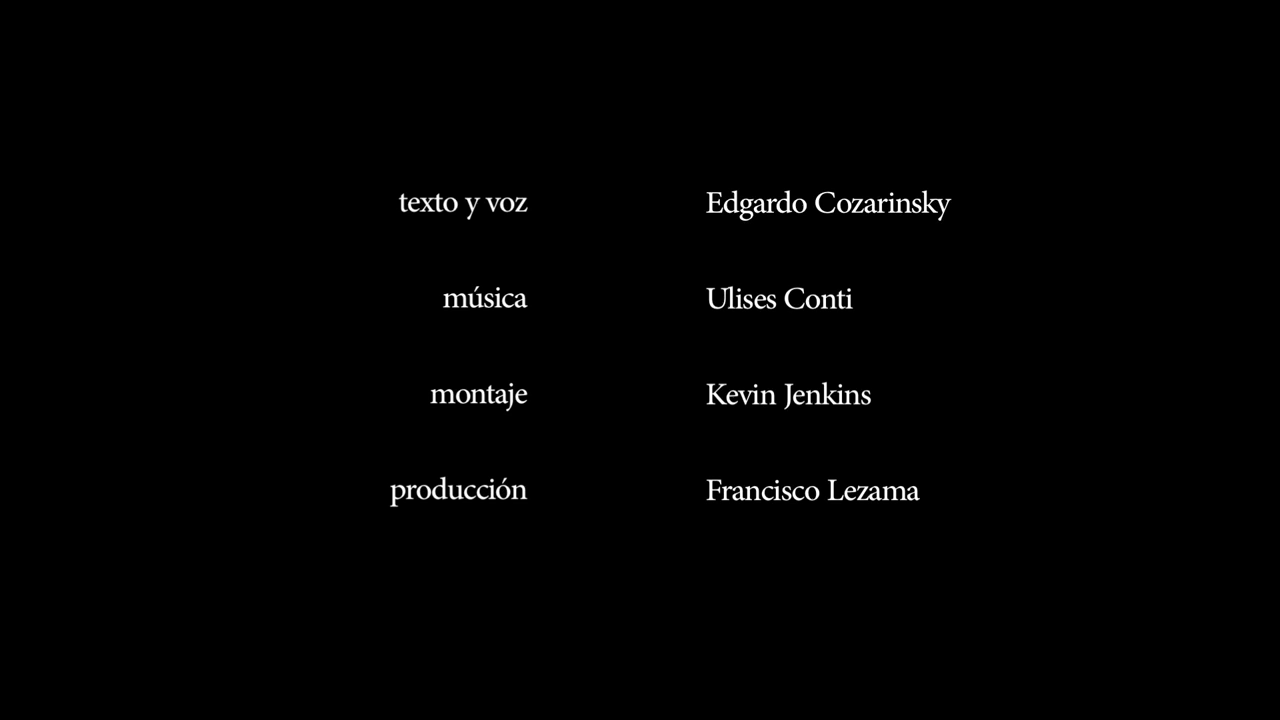 texto y voz Edgardo Cozarinsky
música Ulises Conti
montaje Kevin Jenkins
producción Francisco Lezama